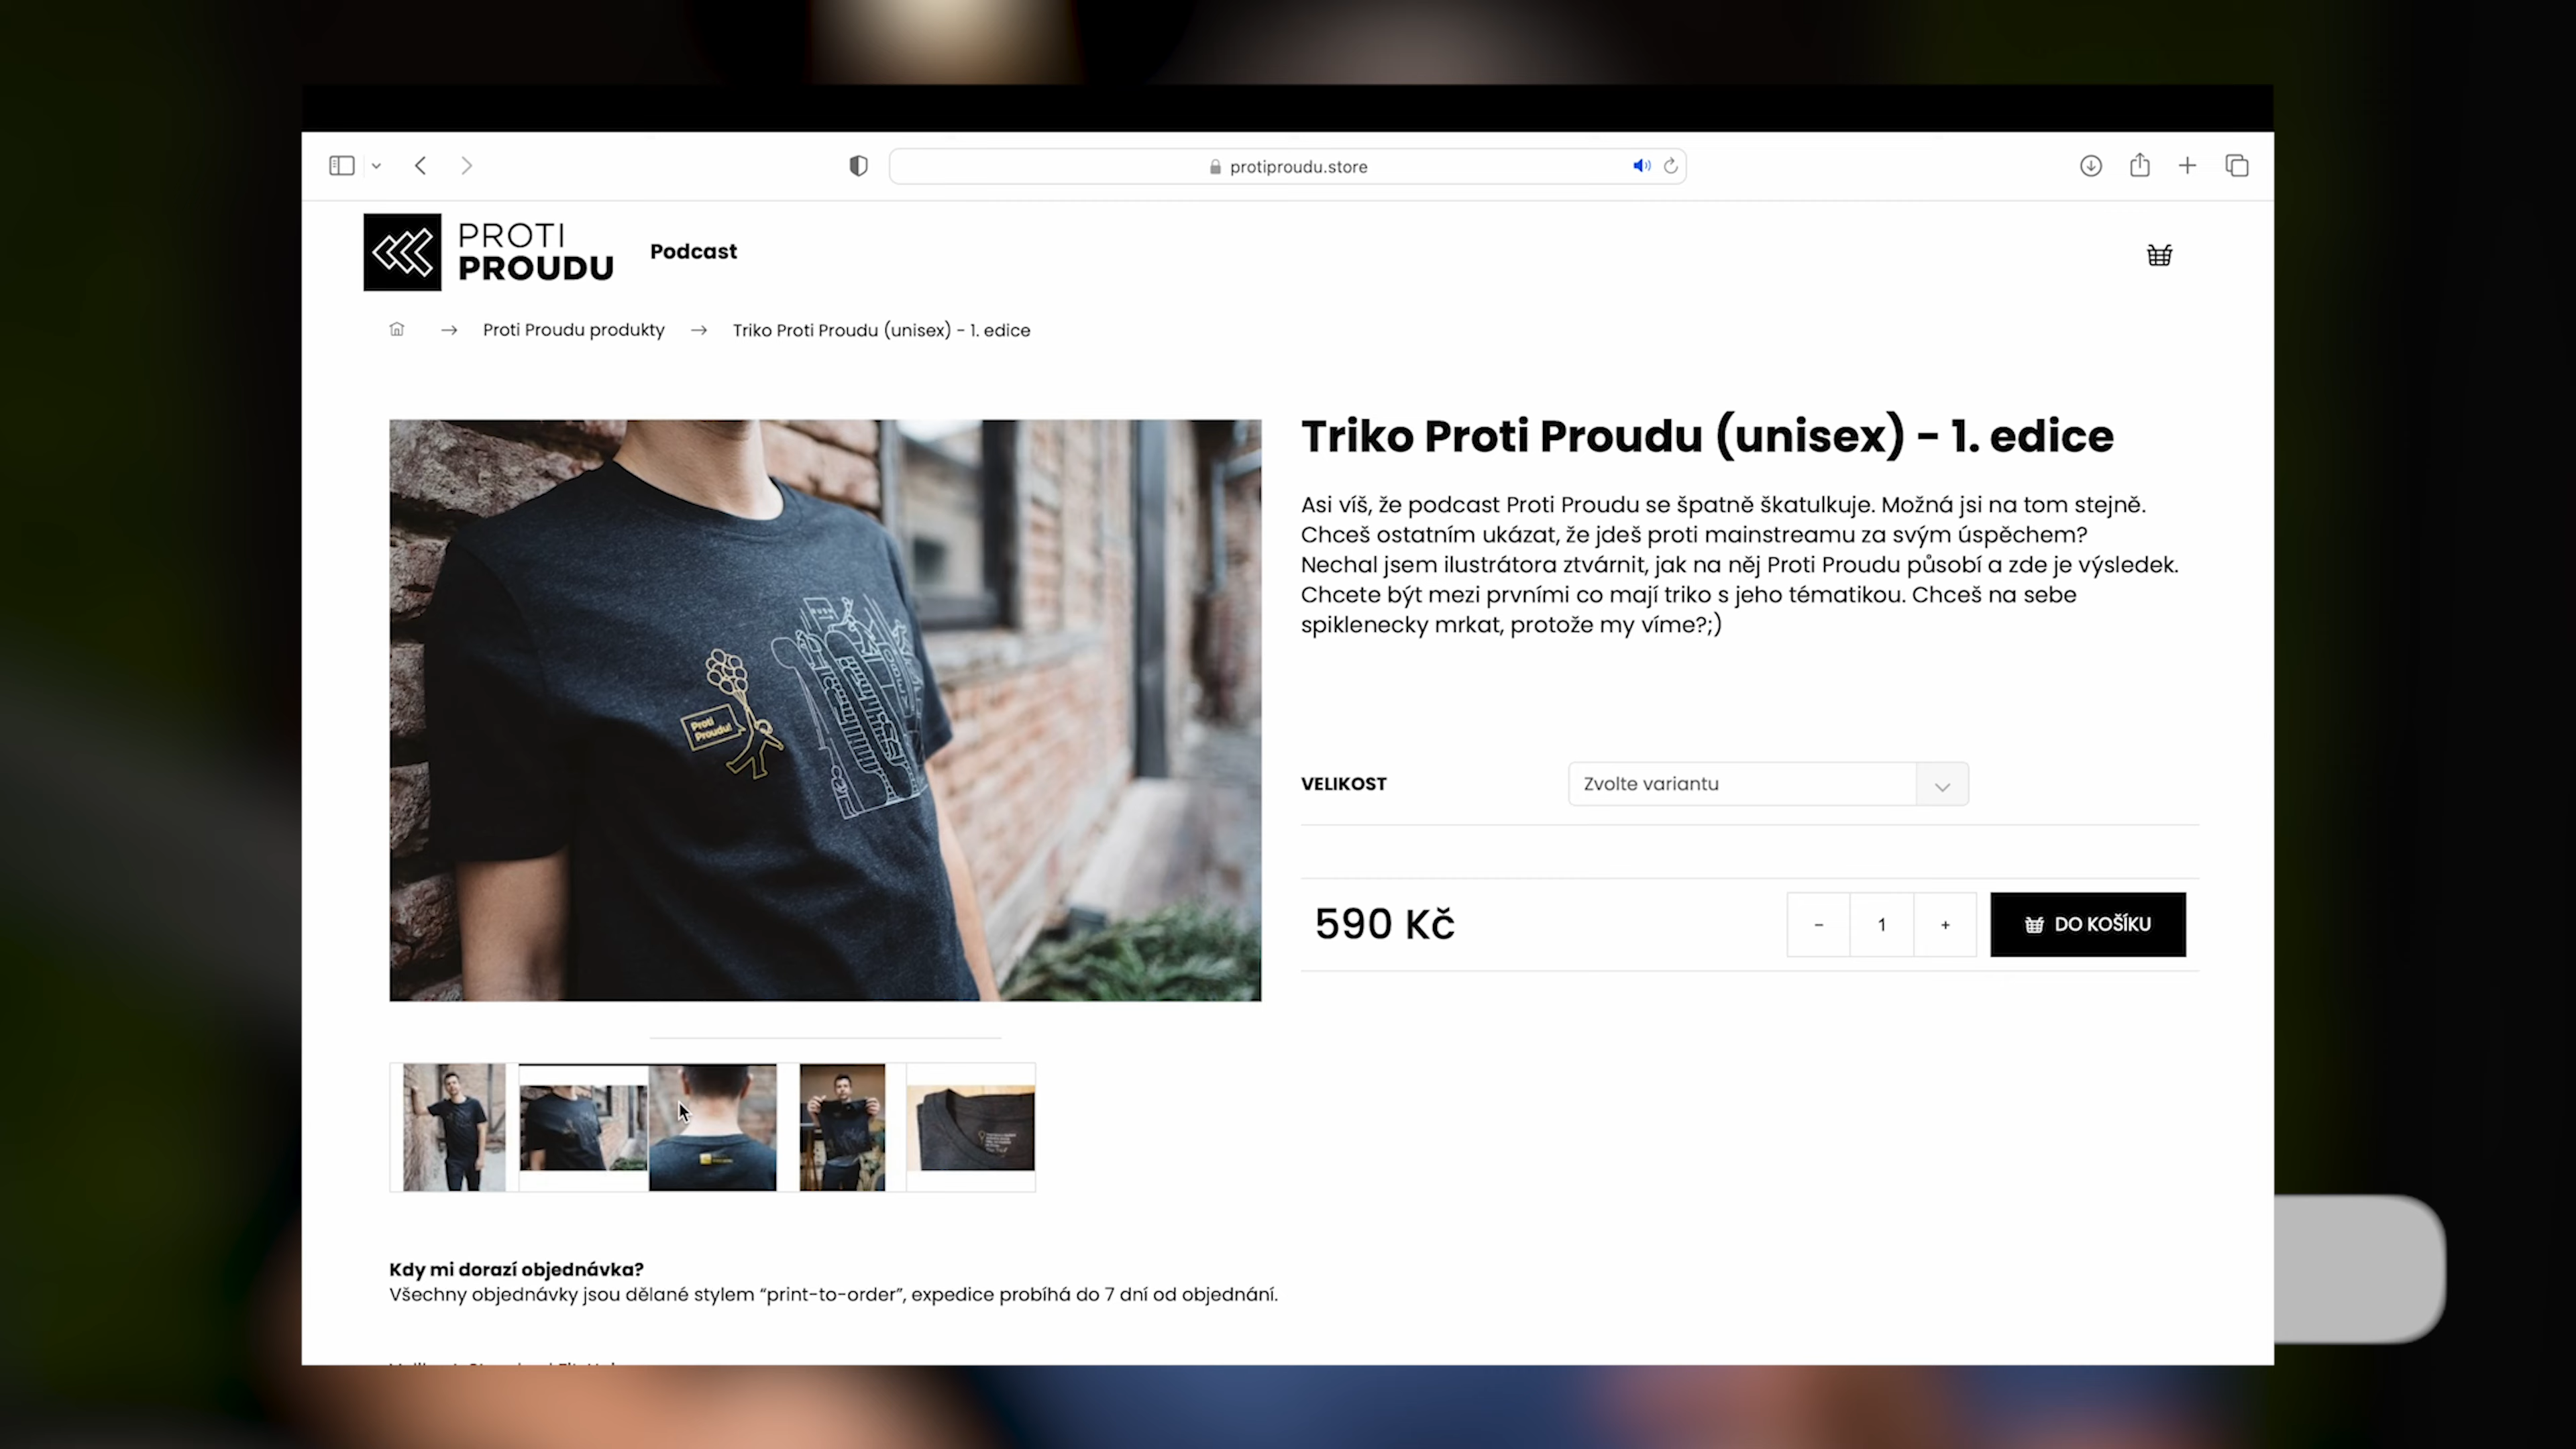 protiproudu.store
PROTI
PROUDU
Podcast
Proti Proudu produkty
Triko Proti Proudu (unisex) - 1. edice
Triko Proti Proudu (unisex) - 1. edice
Asi víš, že podcast Proti Proudu se špatně škatulkuje. Možná jsi na tom stejně.
Chceš ostatním ukázat, že jdeš proti mainstreamu za svým úspěchem?
Nechal jsem ilustrátora ztvárnit, jak na něj Proti Proudu působí a zde je výsledek.
Chcete být mezi prvními co mají triko s jeho tématikou. Chceš na sebe
spiklenecky mrkat, protože my víme?;)
Proti
Proudu!
VELIKOST
Zvolte variantu
590 Kč
- 1 +
DO KOŠÍKU
Kdy mi dorazí objednávka?
Všechny objednávky jsou dělané stylem “print-to-order”, expedice probíhá do 7 dní od objednání.